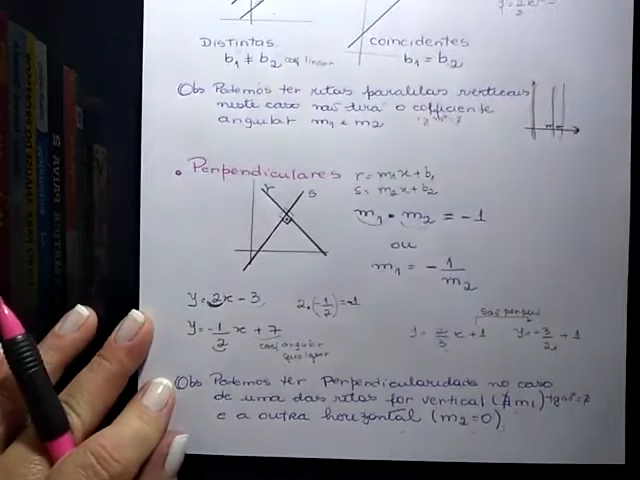 Distintas
coincidentes
b₁ ≠ b₂ coef linear
b₁ = b₂
Obs Podemos ter retas paralelas verticais
neste caso não terá o coeficiente
angular m₁ e m₂
• Perpendiculares
r = m₁x + b₁
s = m₂x + b₂
r s
m₁ · m₂ = -1
ou
m₁ = - 1/m₂
y = 2x - 3
2.(-1/2) = -1
y = -1/2 x + 7
coef angular
qualquer
são perpen
y = 2/3 x + 1 y = -3/2 + 1
Obs Podemos ter Perpendicularidade no caso
de uma das retas for vertical (∄m₁)
e a outra horizontal (m₂=0)